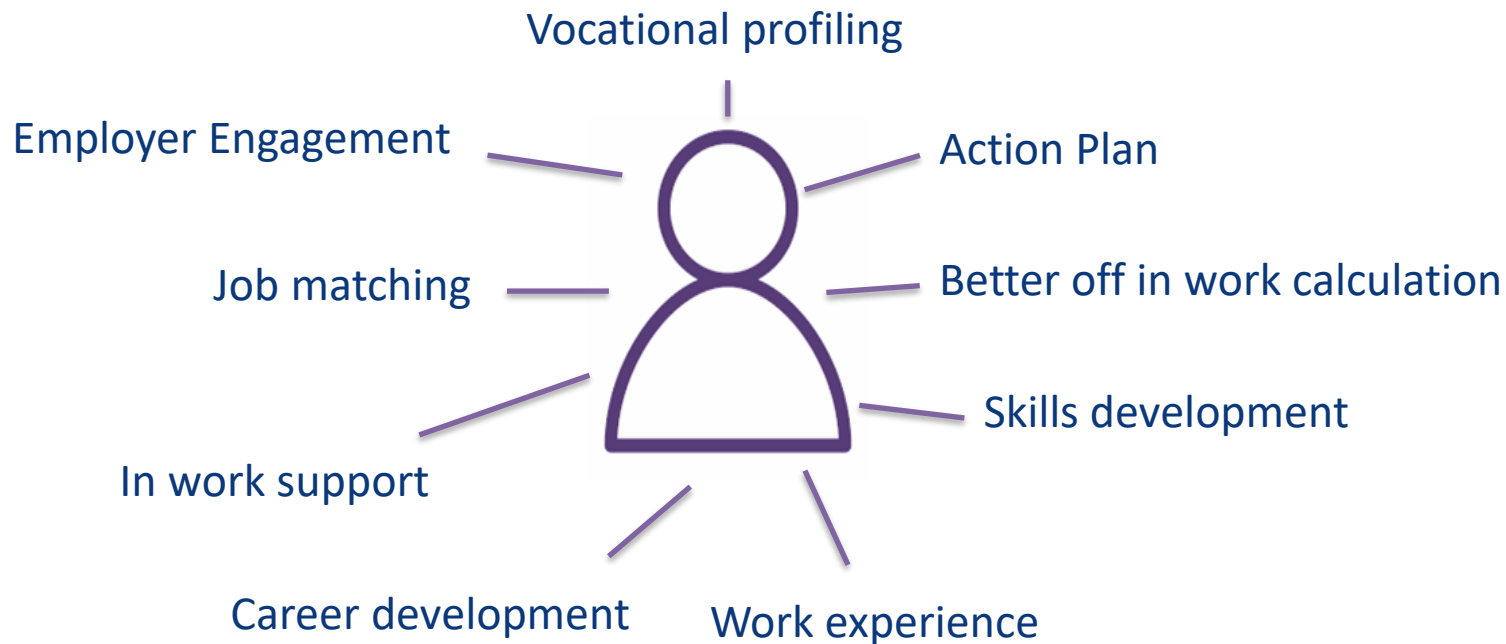 Vocational profiling
Employer Engagement
Action Plan
Job matching
Better off in work calculation
Skills development
In work support
Career development
Work experience